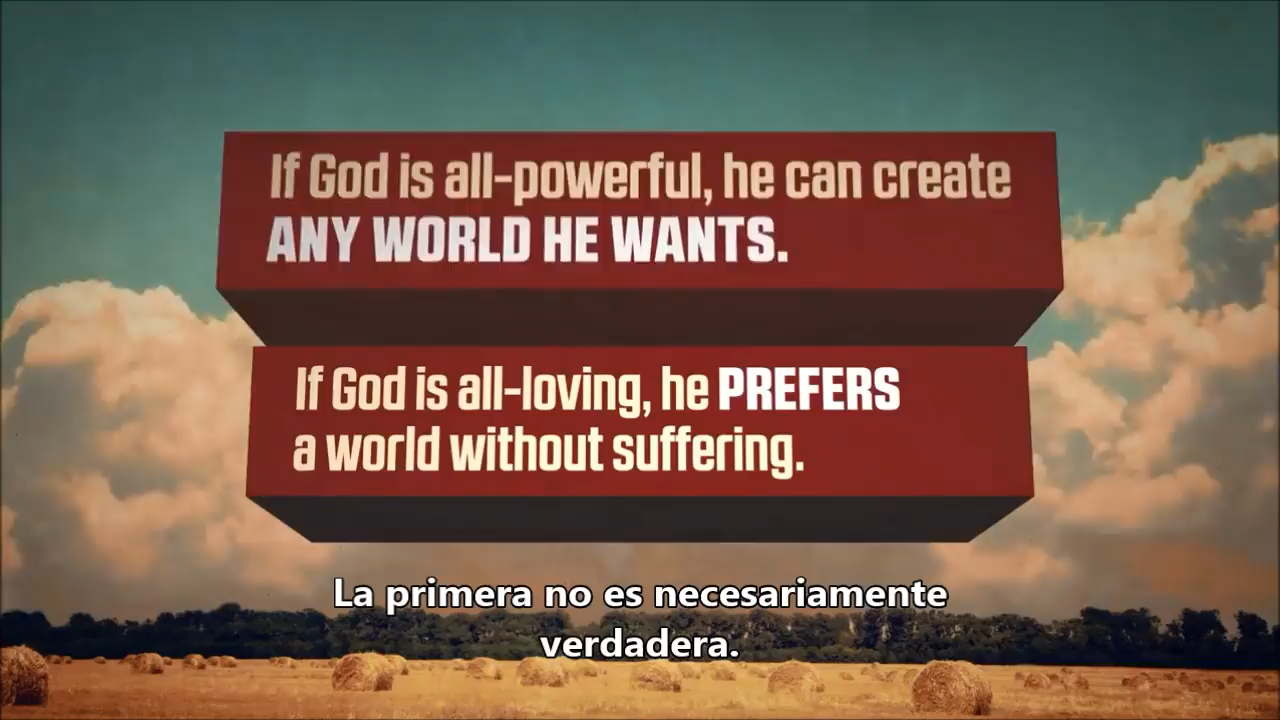 If God is all-powerful, he can create
ANY WORLD HE WANTS.
If God is all-loving, he PREFERS
a world without suffering.
La primera no es necesariamente
verdadera.